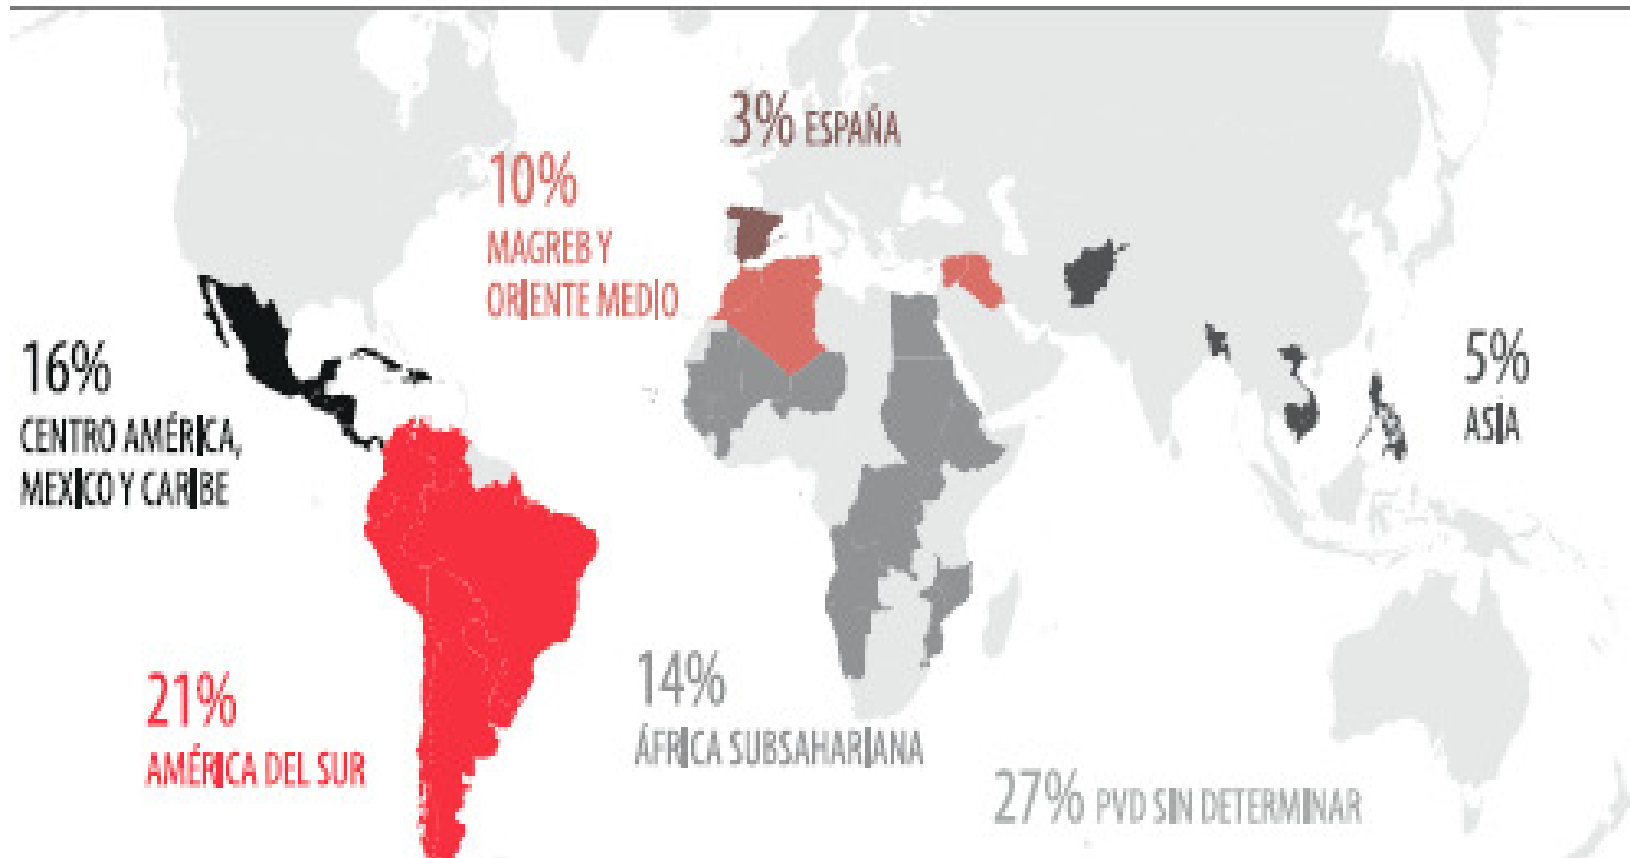 3% ESPAÑA
10%
MAGREB Y
ORIENTE MEDIO
16%
CENTRO AMÉRICA,
MEXICO Y CARIBE
5%
ASIA
21%
AMÉRICA DEL SUR
14%
ÁFRICA SUBSAHARIANA
27% PVD SIN DETERMINAR